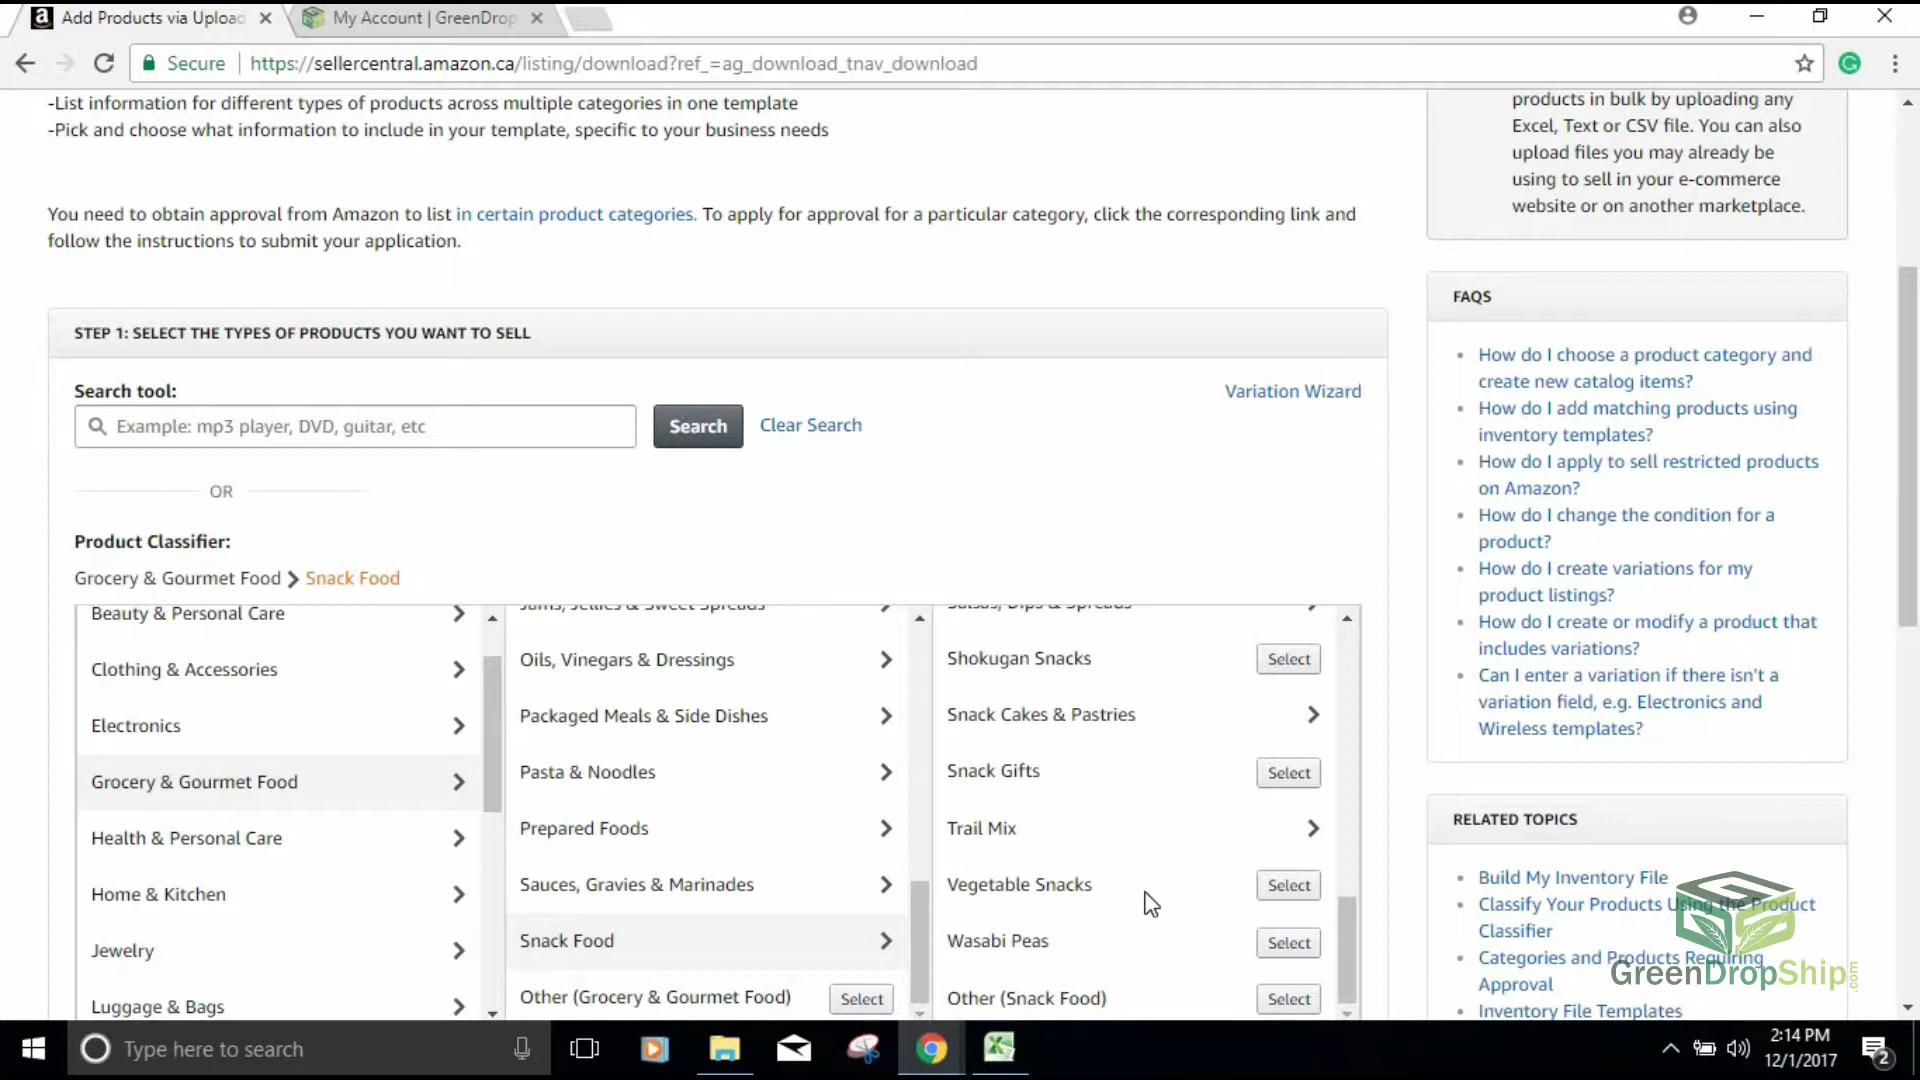 Add Products via Upload
My Account | GreenDrop
Secure
https://sellercentral.amazon.ca/listing/download?ref_=ag_download_tnav_download
-List information for different types of products across multiple categories in one template
-Pick and choose what information to include in your template, specific to your business needs
You need to obtain approval from Amazon to list in certain product categories. To apply for approval for a particular category, click the corresponding link and
follow the instructions to submit your application.
STEP 1: SELECT THE TYPES OF PRODUCTS YOU WANT TO SELL
Search tool:
Variation Wizard
Example: mp3 player, DVD, guitar, etc
Search
Clear Search
OR
Product Classifier:
Grocery & Gourmet Food
Snack Food
Beauty & Personal Care
Clothing & Accessories
Electronics
Grocery & Gourmet Food
Health & Personal Care
Home & Kitchen
Jewelry
Luggage & Bags
Jams, Jellies & Sweet Spreads
Oils, Vinegars & Dressings
Packaged Meals & Side Dishes
Pasta & Noodles
Prepared Foods
Sauces, Gravies & Marinades
Snack Food
Other (Grocery & Gourmet Food) Select
Salsas, Dips & Spreads
Shokugan Snacks Select
Snack Cakes & Pastries
Snack Gifts Select
Trail Mix
Vegetable Snacks Select
Wasabi Peas Select
Other (Snack Food) Select
products in bulk by uploading any
Excel, Text or CSV file. You can also
upload files you may already be
using to sell in your e-commerce
website or on another marketplace.
FAQS
How do I choose a product category and
create new catalog items?
How do I add matching products using
inventory templates?
How do I apply to sell restricted products
on Amazon?
How do I change the condition for a
product?
How do I create variations for my
product listings?
How do I create or modify a product that
includes variations?
Can I enter a variation if there isn't a
variation field, e.g. Electronics and
Wireless templates?
RELATED TOPICS
Build My Inventory File
Classify Your Products Using the Product
Classifier
Categories and Products Requiring
Approval
Inventory File Templates
GreenDropShip.com
Type here to search
2:14 PM
12/1/2017
2